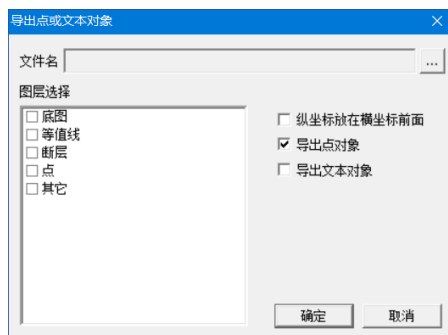 导出点或文本对象
文件名
...
图层选择
底图
等值线
断层
点
其它
纵坐标放在横坐标前面
导出点对象
导出文本对象
确定
取消